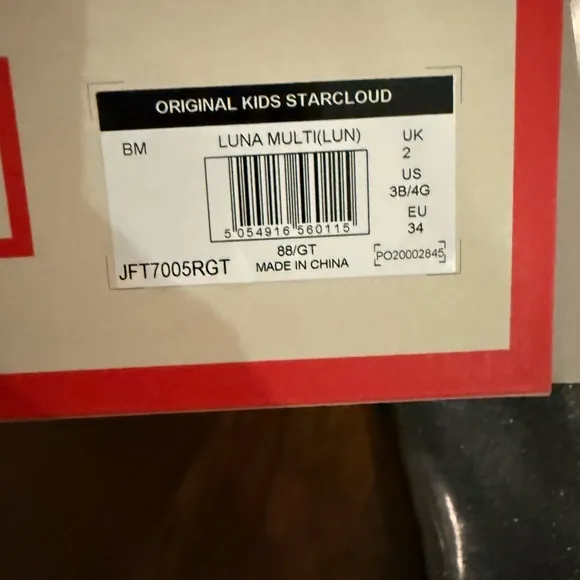 ORIGINAL KIDS STARCLOUD
BM
LUNA MULTI(LUN)
UK
2
US
3B/4G
EU
34
5 054916 560115
88/GT
MADE IN CHINA
JFT7005RGT
PO20002845